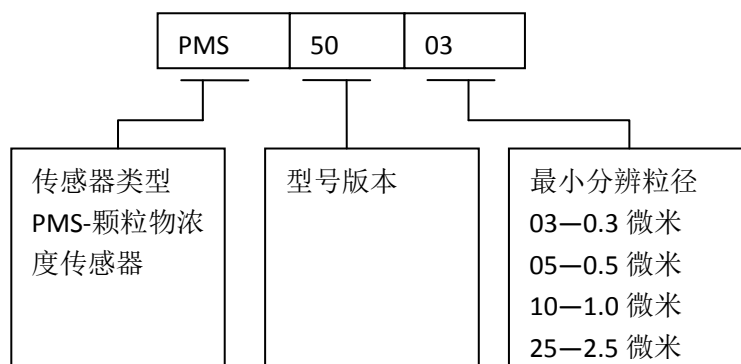 PMS 50 03
传感器类型
PMS-颗粒物浓
度传感器
型号版本
最小分辨粒径
03—0.3 微米
05—0.5 微米
10—1.0 微米
25—2.5 微米